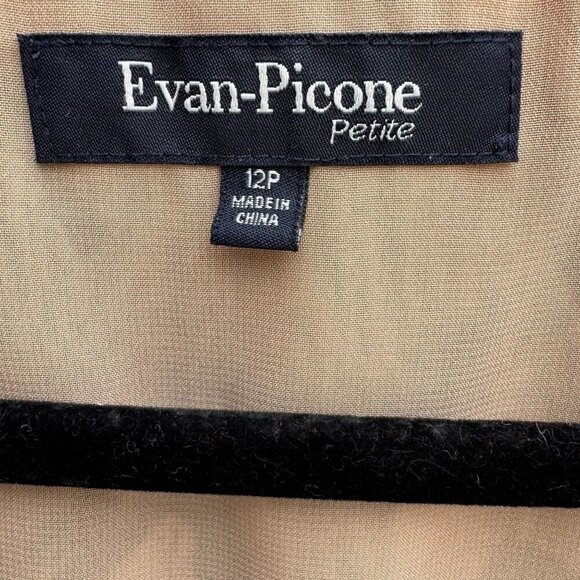 Evan-Picone
Petite
12P
MADE IN
CHINA